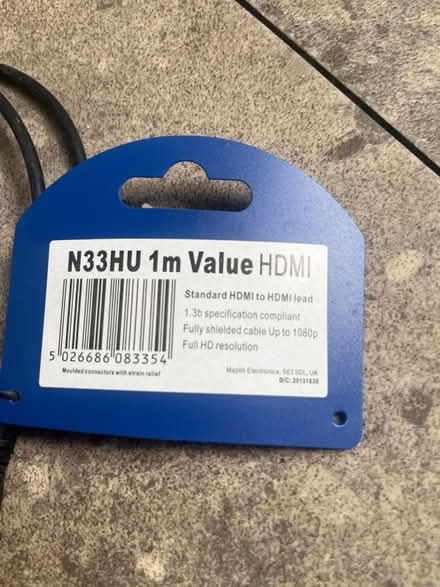 N33HU 1m Value HDMI
Standard HDMI to HDMI lead
1.3b specification compliant
Fully shielded cable Up to 1080p
Full HD resolution
5 026686 083354
Moulded connectors with strain relief
Maplin Electronics, S63 5DL, UK
B/C: 20131030